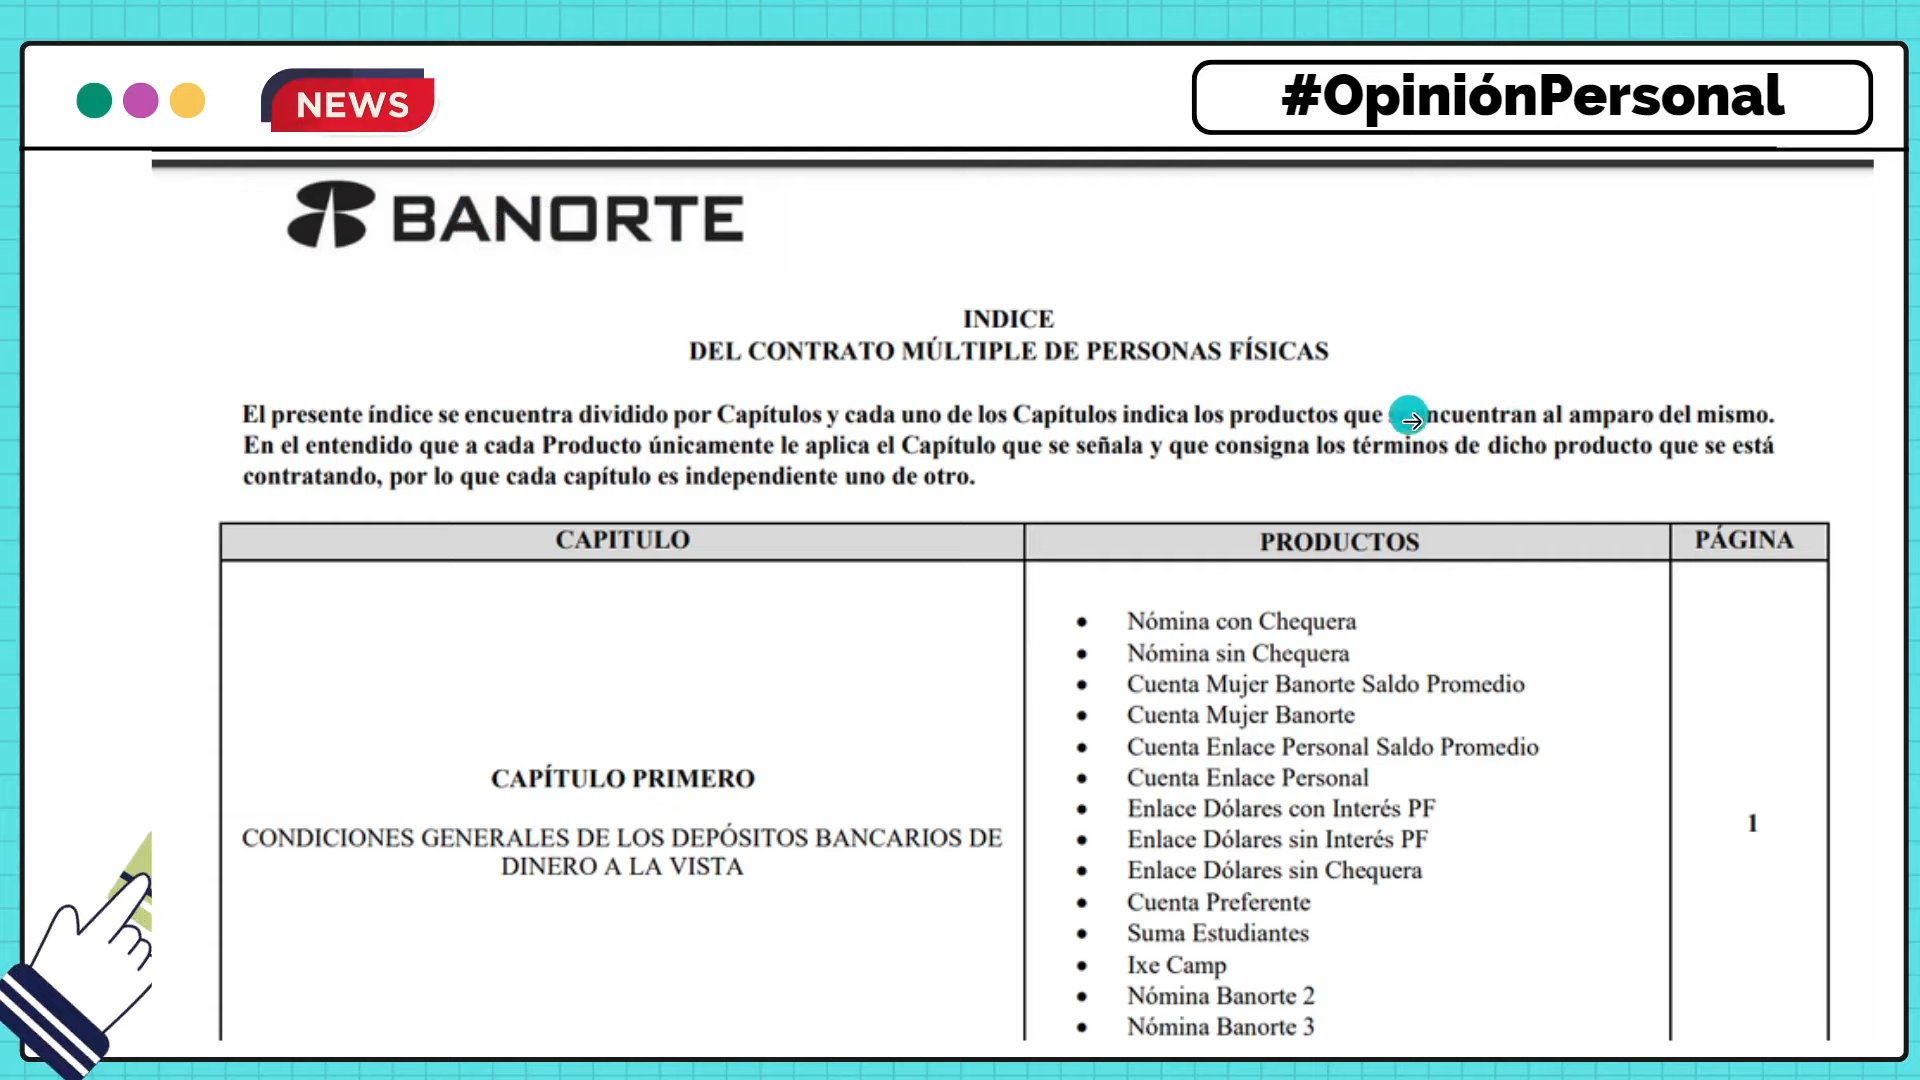 NEWS
#OpiniónPersonal
BANORTE
INDICE
DEL CONTRATO MÚLTIPLE DE PERSONAS FÍSICAS
El presente índice se encuentra dividido por Capítulos y cada uno de los Capítulos indica los productos que al amparo del mismo.
En el entendido que a cada Producto únicamente le aplica el Capítulo que se señala y que consigna los términos de dicho producto que se está
contratando, por lo que cada capítulo es independiente uno de otro.
CAPITULO
PRODUCTOS
PÁGINA
CAPÍTULO PRIMERO
CONDICIONES GENERALES DE LOS DEPÓSITOS BANCARIOS DE
DINERO A LA VISTA
• Nómina con Chequera
• Nómina sin Chequera
• Cuenta Mujer Banorte Saldo Promedio
• Cuenta Mujer Banorte
• Cuenta Enlace Personal Saldo Promedio
• Cuenta Enlace Personal
• Enlace Dólares con Interés PF
• Enlace Dólares sin Interés PF
• Enlace Dólares sin Chequera
• Cuenta Preferente
• Suma Estudiantes
• Ixe Camp
• Nómina Banorte 2
• Nómina Banorte 3
1